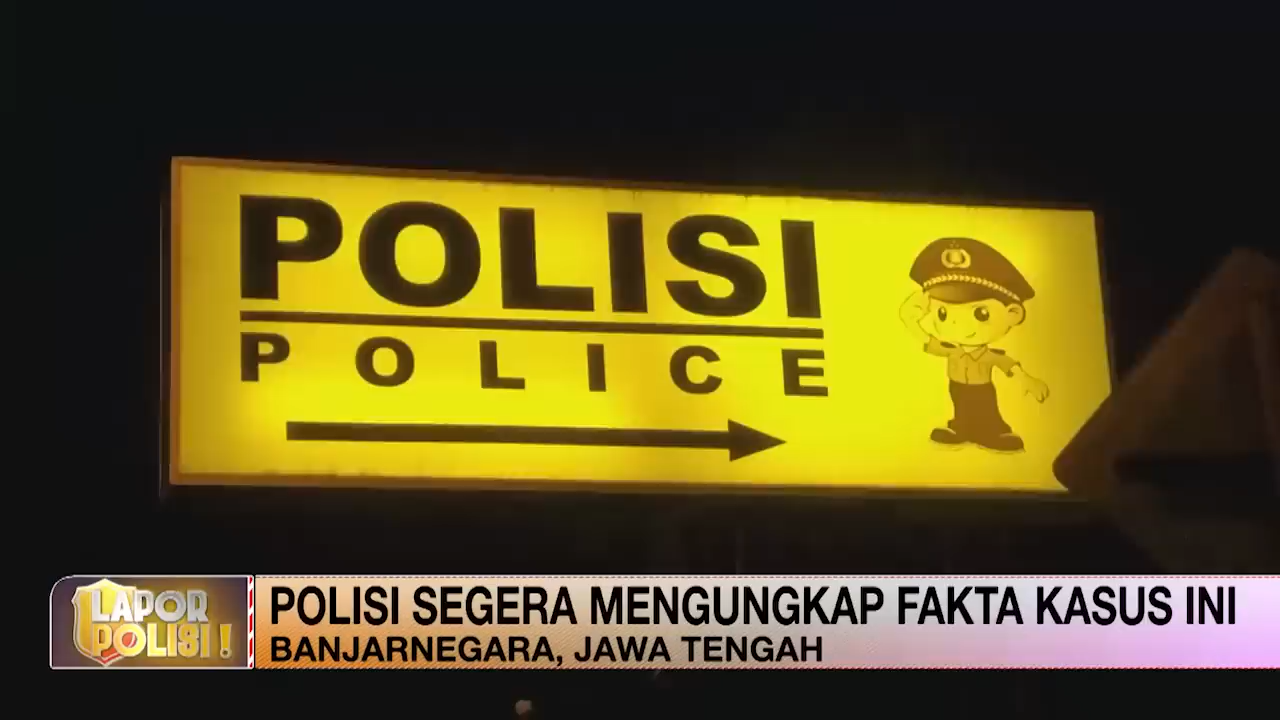 POLISI
POLICE
LAPOR
POLISI!
POLISI SEGERA MENGUNGKAP FAKTA KASUS INI
BANJARNEGARA, JAWA TENGAH